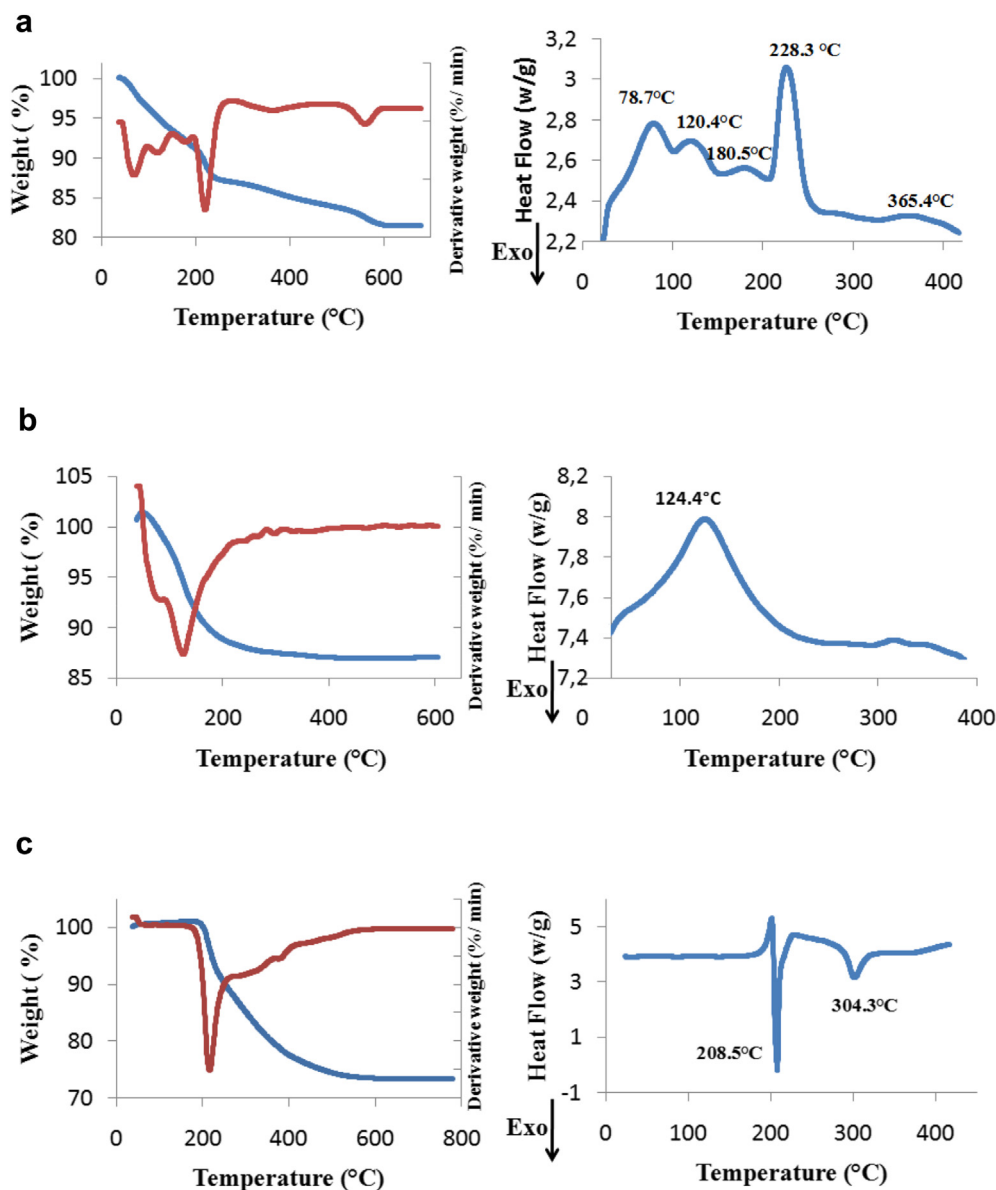 a
Weight ( %)
100
95
90
85
80
0
200
400
600
Temperature (°C)
Derivative weight (%/ min)
Heat Flow (w/g)
3,2
3
2,8
2,6
2,4
2,2
Exo
78.7°C
120.4°C
180.5°C
228.3 °C
365.4°C
0
100
200
300
400
Temperature (°C)
b
Weight ( %)
105
100
95
90
85
0
200
400
600
Temperature (°C)
Derivative weight (%/ min)
Heat Flow (w/g)
8,2
8
7,8
7,6
7,4
7,2
Exo
124.4°C
0
100
200
300
400
Temperature (°C)
c
Weight ( %)
100
90
80
70
0
200
400
600
800
Temperature (°C)
Derivative weight (%/ min)
Heat Flow (w/g)
5
3
1
-1
Exo
208.5°C
304.3°C
0
100
200
300
400
Temperature (°C)